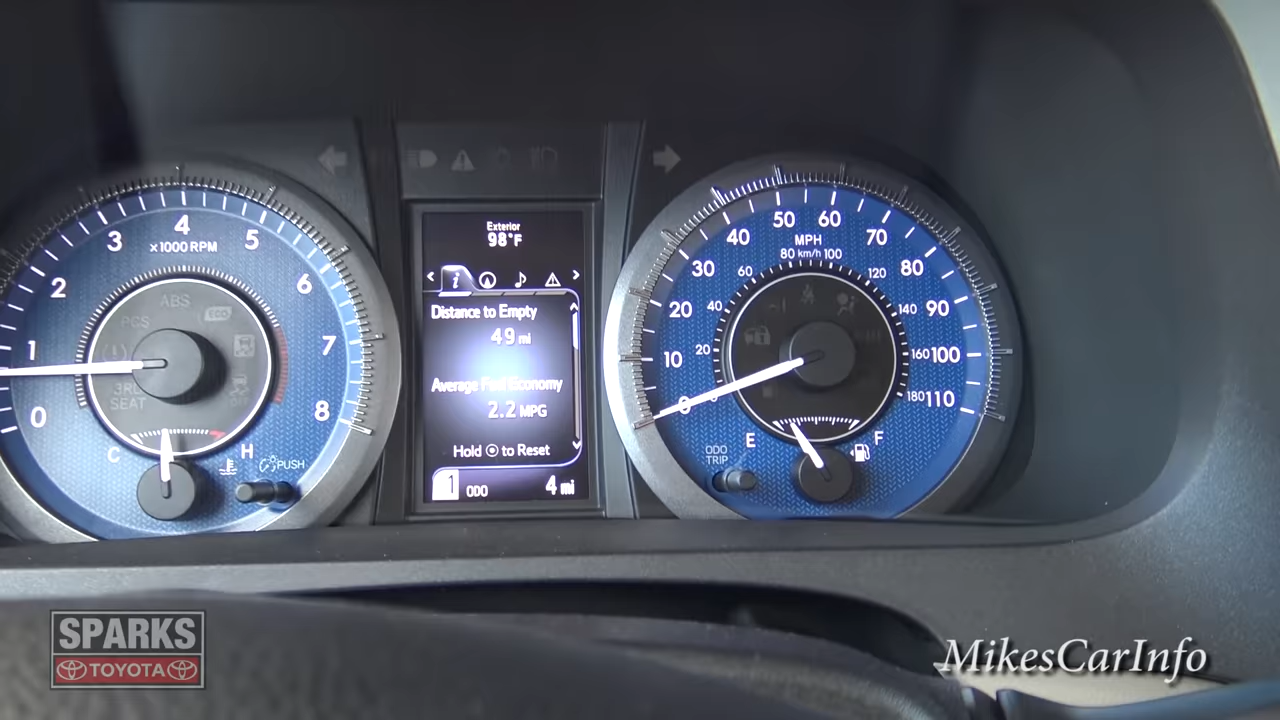 0
1
2
3
4
5
6
7
8
x1000 RPM
ABS
PCS
ECO
3RD
SEAT
C
H
PUSH
Exterior
98°F
i
Distance to Empty
49 mi
Average Fuel Economy
2.2 MPG
Hold to Reset
1 ODO 4 mi
0
10
20
30
40
50
60
70
80
90
100
110
MPH
80 km/h 100
20
40
60
120
140
160
180
E
F
ODO
TRIP
SPARKS
TOYOTA
MikesCarInfo